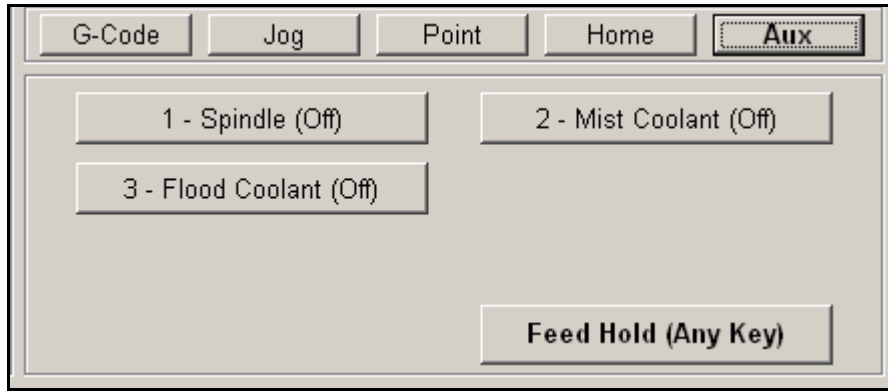 G-Code Jog Point Home Aux
1 - Spindle (Off) 2 - Mist Coolant (Off)
3 - Flood Coolant (Off)
Feed Hold (Any Key)